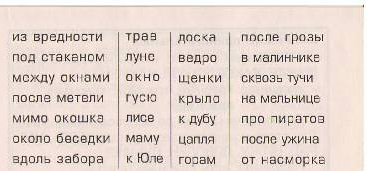 из вредности трав доска после грозы
под стаканом луне ведро в малиннике
между окнами окно щенки сквозь тучи
после метели гусю крыло на мельнице
мимо окошка лисе к дубу про пиратов
около беседки маму цапля после ужина
вдоль забора к Юле горам от насморка